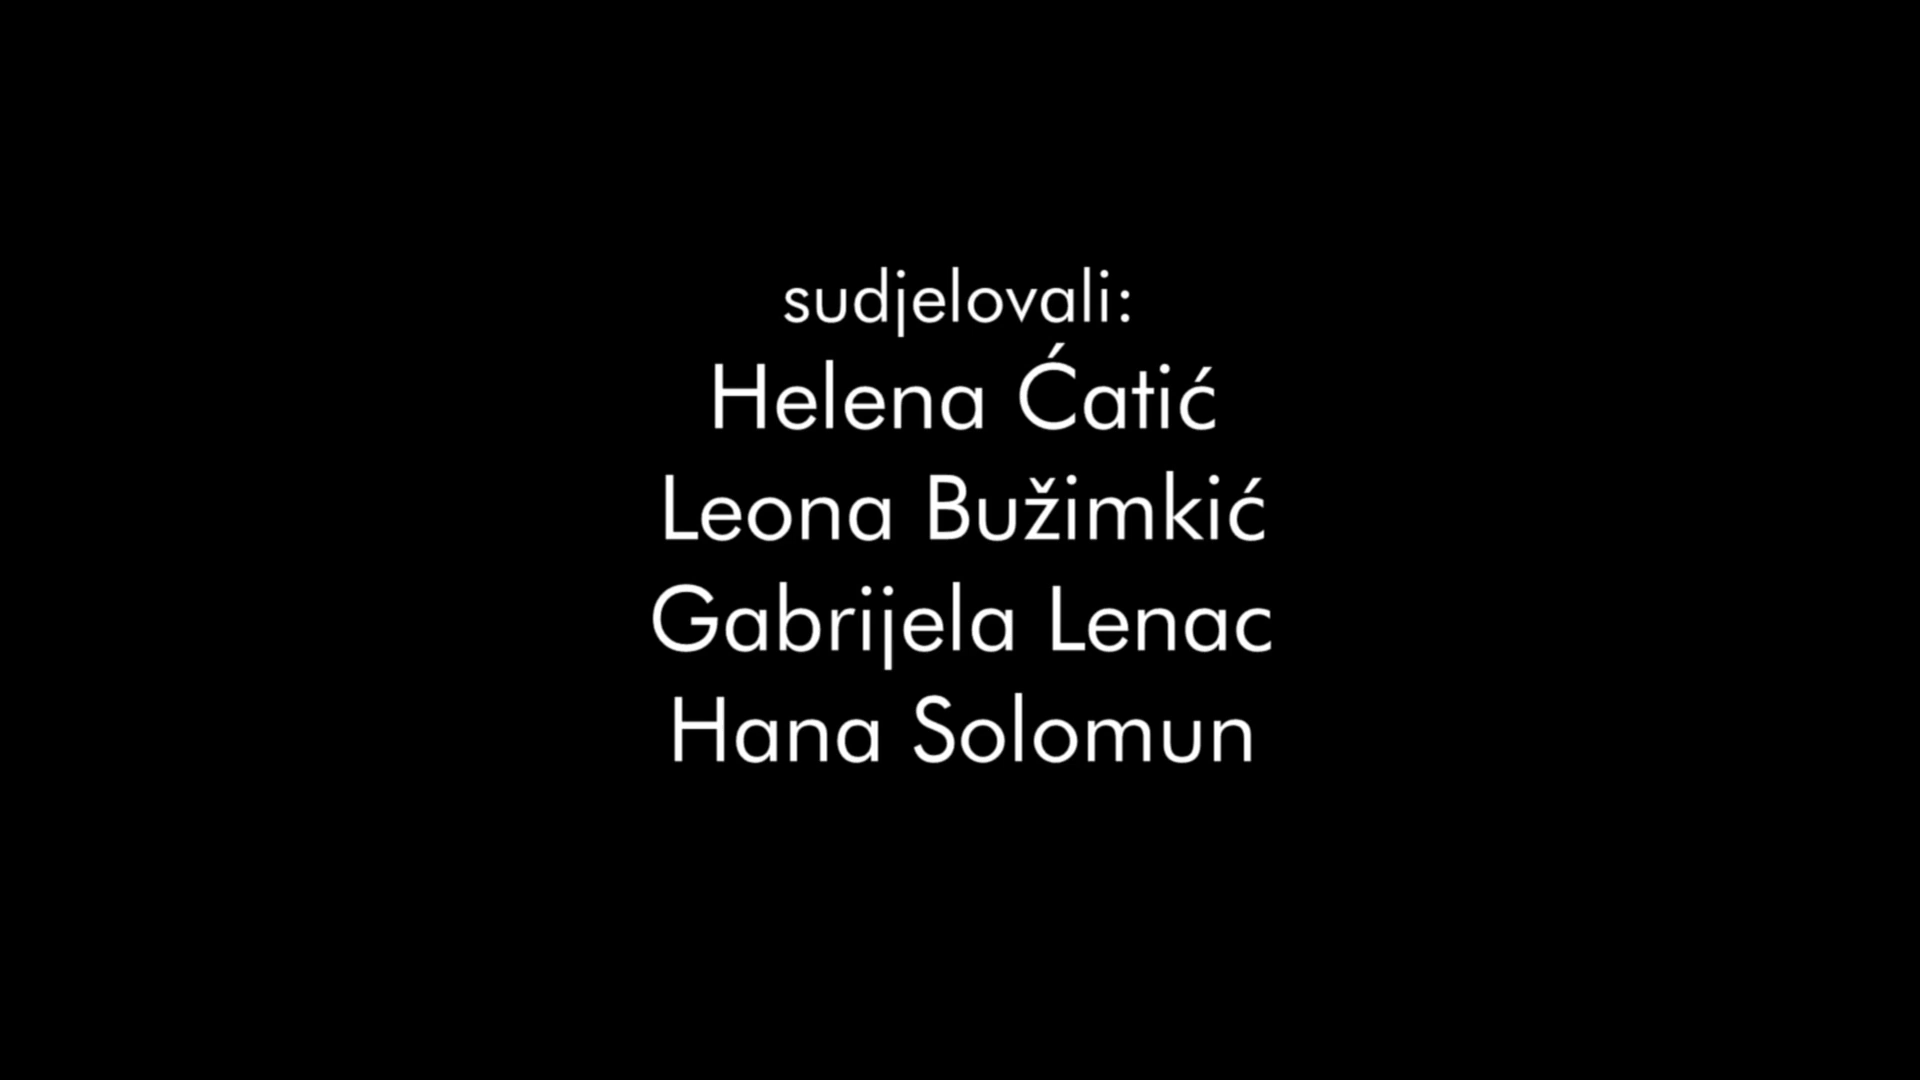 sudjelovali:
Helena Ćatić
Leona Bužimkić
Gabrijela Lenac
Hana Solomun